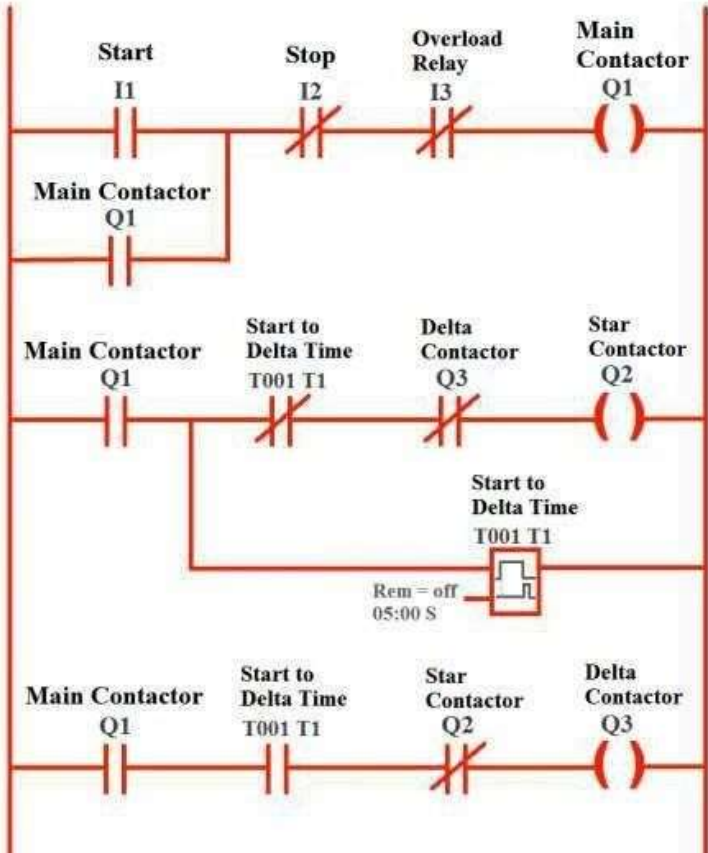 Start
I1
Stop
I2
Overload
Relay
I3
Main
Contactor
Q1
Main Contactor
Q1
Main Contactor
Q1
Start to
Delta Time
T001 T1
Delta
Contactor
Q3
Star
Contactor
Q2
Start to
Delta Time
T001 T1
Rem = off
05:00 S
Main Contactor
Q1
Start to
Delta Time
T001 T1
Star
Contactor
Q2
Delta
Contactor
Q3